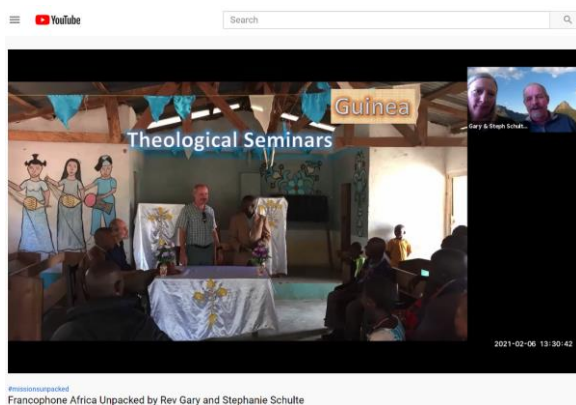 YouTube
Search
Guinea
Theological Seminars
Gary & Steph Schult...
2021-02-06 13:30:42
#missionsunpacked
Francophone Africa Unpacked by Rev Gary and Stephanie Schulte